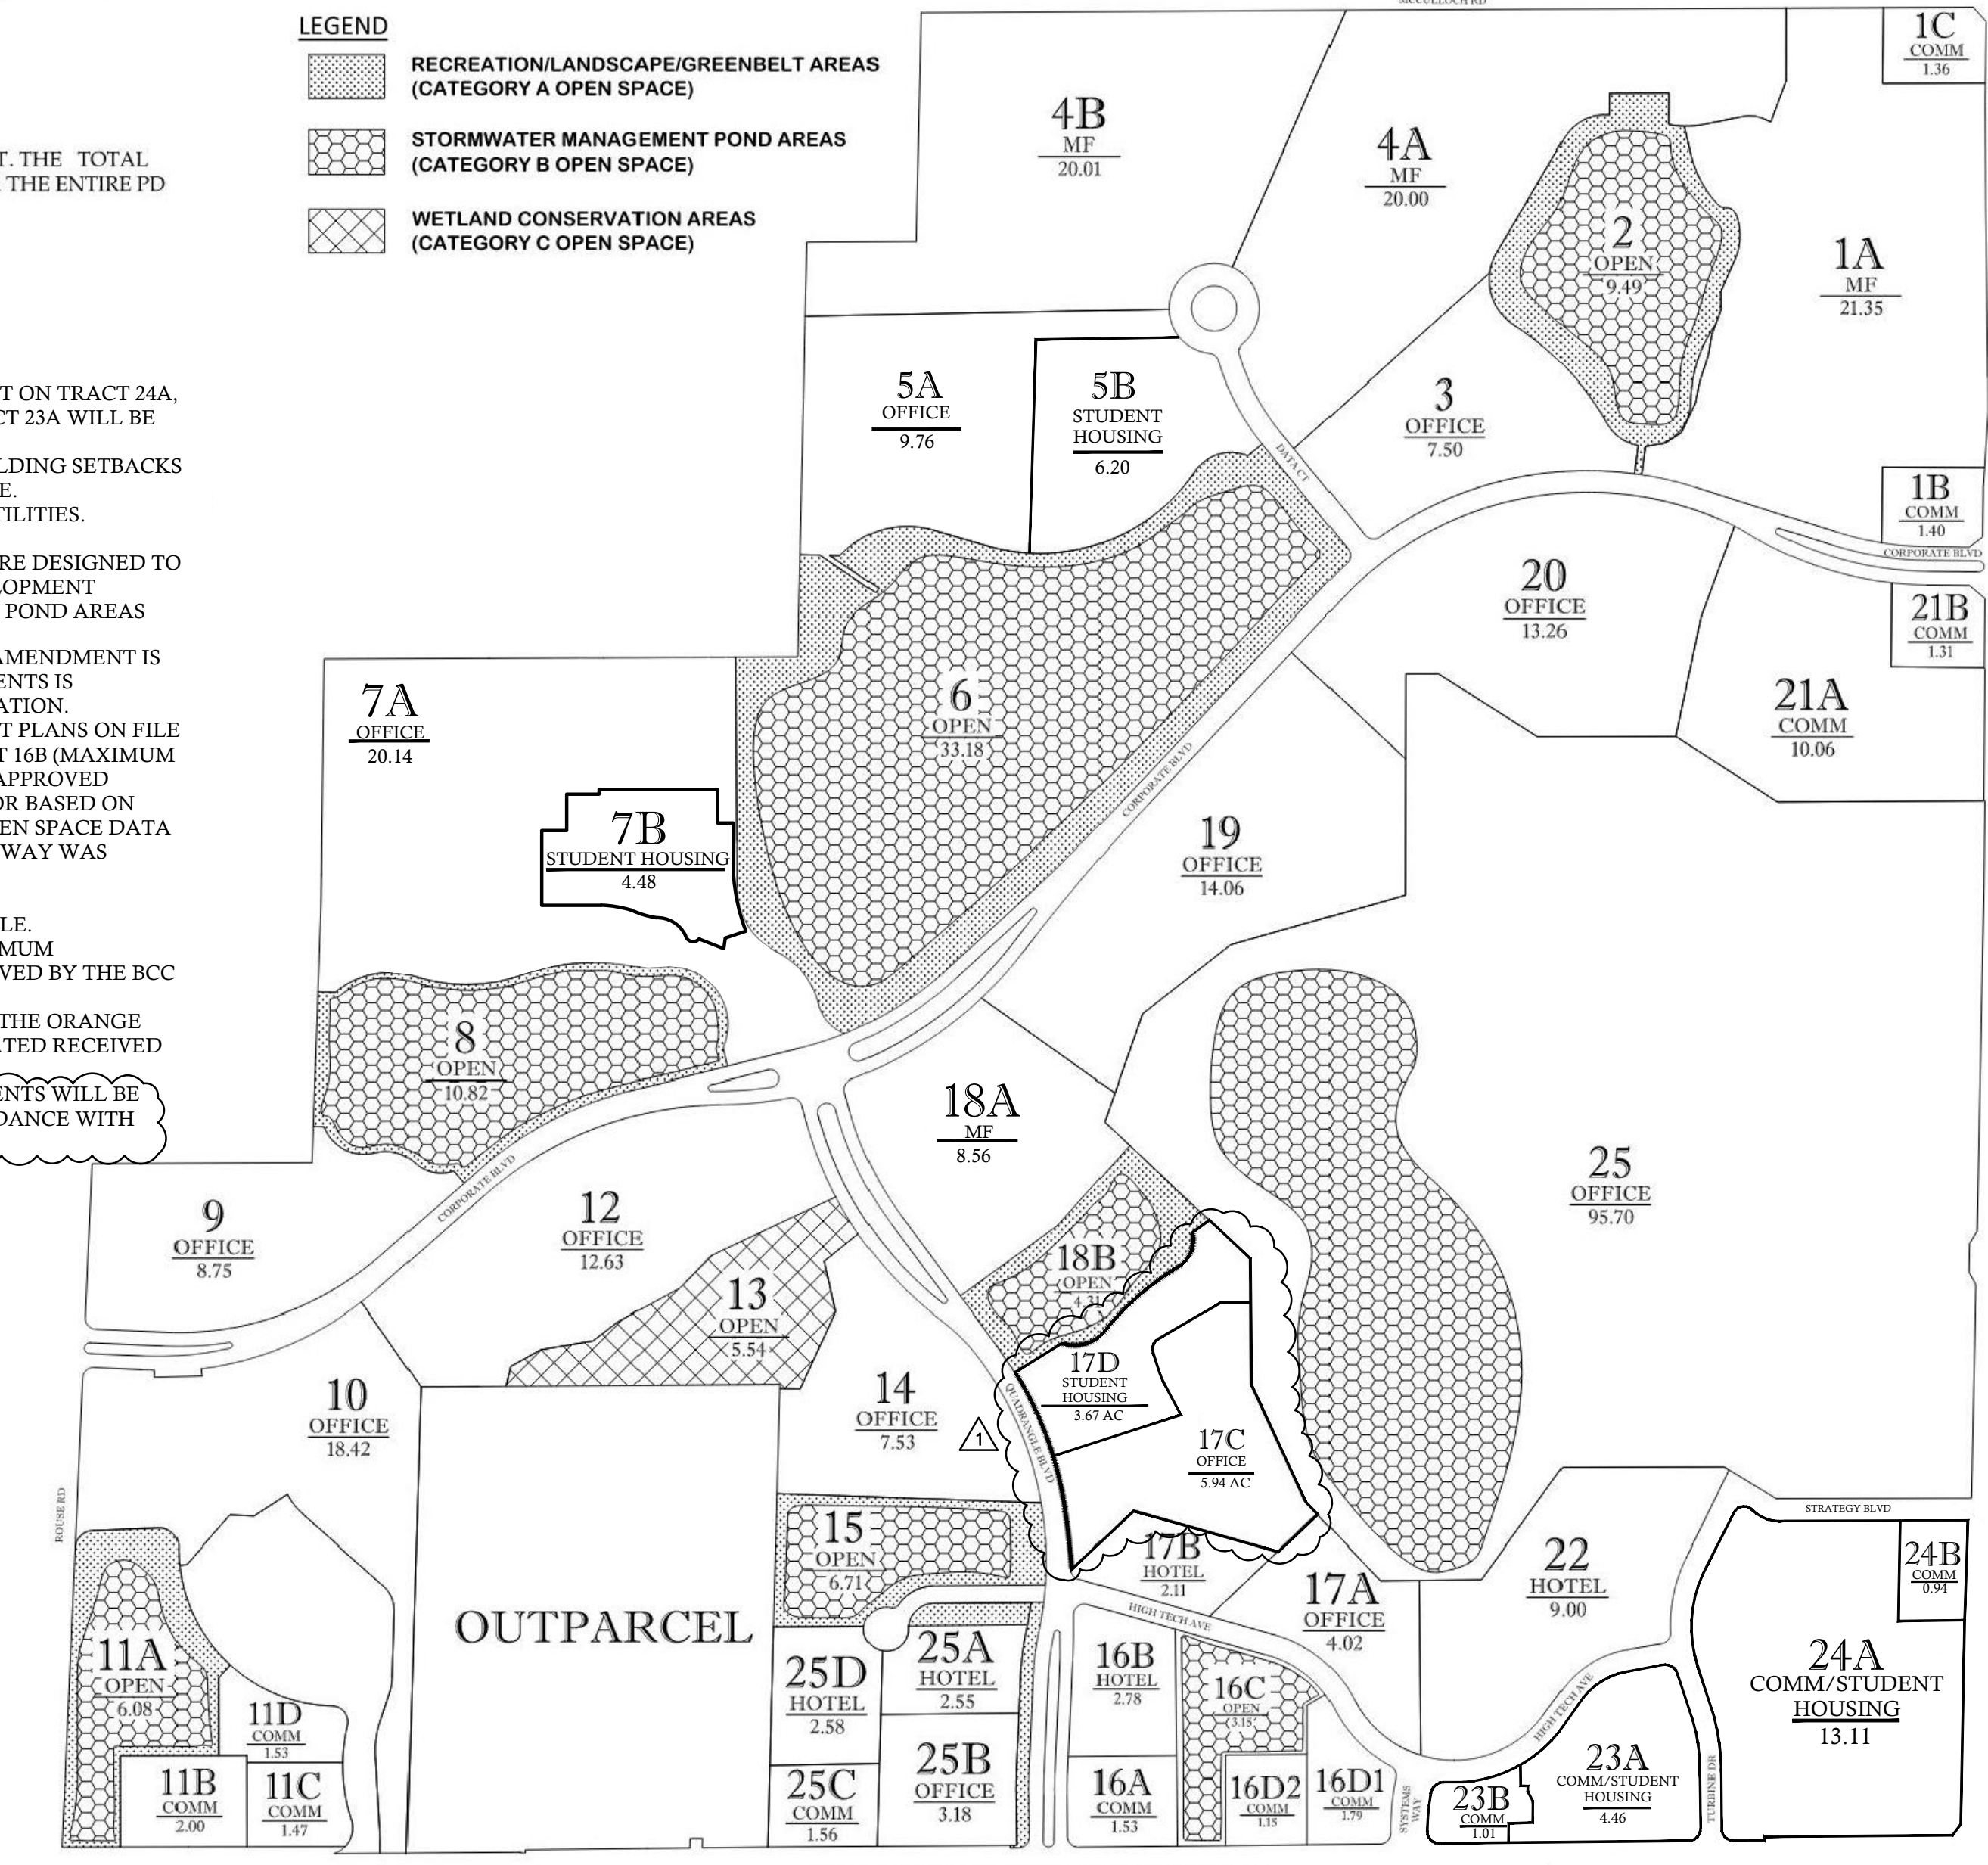 MCCULLOCH RD
LEGEND
RECREATION/LANDSCAPE/GREENBELT AREAS
(CATEGORY A OPEN SPACE)
STORMWATER MANAGEMENT POND AREAS
(CATEGORY B OPEN SPACE)
WETLAND CONSERVATION AREAS
(CATEGORY C OPEN SPACE)
T. THE TOTAL
THE ENTIRE PD
T ON TRACT 24A,
CT 23A WILL BE
LDING SETBACKS
E.
TILITIES.
RE DESIGNED TO
LOPMENT
POND AREAS
AMENDMENT IS
ENTS IS
ATION.
T PLANS ON FILE
T 16B (MAXIMUM
APPROVED
OR BASED ON
EN SPACE DATA
WAY WAS
LE.
MUM
VED BY THE BCC
THE ORANGE
TED RECEIVED
ENTS WILL BE
DANCE WITH
1C
COMM
1.36
4B
MF
20.01
4A
MF
20.00
2
OPEN
9.49
1A
MF
21.35
5A
OFFICE
9.76
5B
STUDENT
HOUSING
6.20
3
OFFICE
7.50
DATA CT
1B
COMM
1.40
CORPORATE BLVD
20
OFFICE
13.26
21B
COMM
1.31
21A
COMM
10.06
7A
OFFICE
20.14
6
OPEN
33.18
CORPORATE BLVD
7B
STUDENT HOUSING
4.48
19
OFFICE
14.06
8
OPEN
10.82
18A
MF
8.56
25
OFFICE
95.70
CORPORATE BLVD
9
OFFICE
8.75
12
OFFICE
12.63
18B
OPEN
4.31
13
OPEN
5.54
17D
STUDENT
HOUSING
3.67 AC
10
OFFICE
18.42
14
OFFICE
7.53
1
QUADRANGLE BLVD
17C
OFFICE
5.94 AC
ROUSE RD
STRATEGY BLVD
15
OPEN
6.71
17B
HOTEL
2.11
22
HOTEL
9.00
24B
COMM
0.94
17A
OFFICE
4.02
HIGH TECH AVE
OUTPARCEL
11A
OPEN
6.08
25D
HOTEL
2.58
25A
HOTEL
2.55
16B
HOTEL
2.78
16C
OPEN
3.15
24A
COMM/STUDENT
HOUSING
13.11
11D
COMM
1.53
HIGH TECH AVE
11B
COMM
2.00
11C
COMM
1.47
25C
COMM
1.56
25B
OFFICE
3.18
16A
COMM
1.53
16D2
COMM
1.15
16D1
COMM
1.79
SYSTEMS
WAY
23B
COMM
1.01
23A
COMM/STUDENT
HOUSING
4.46
TURBINE DR